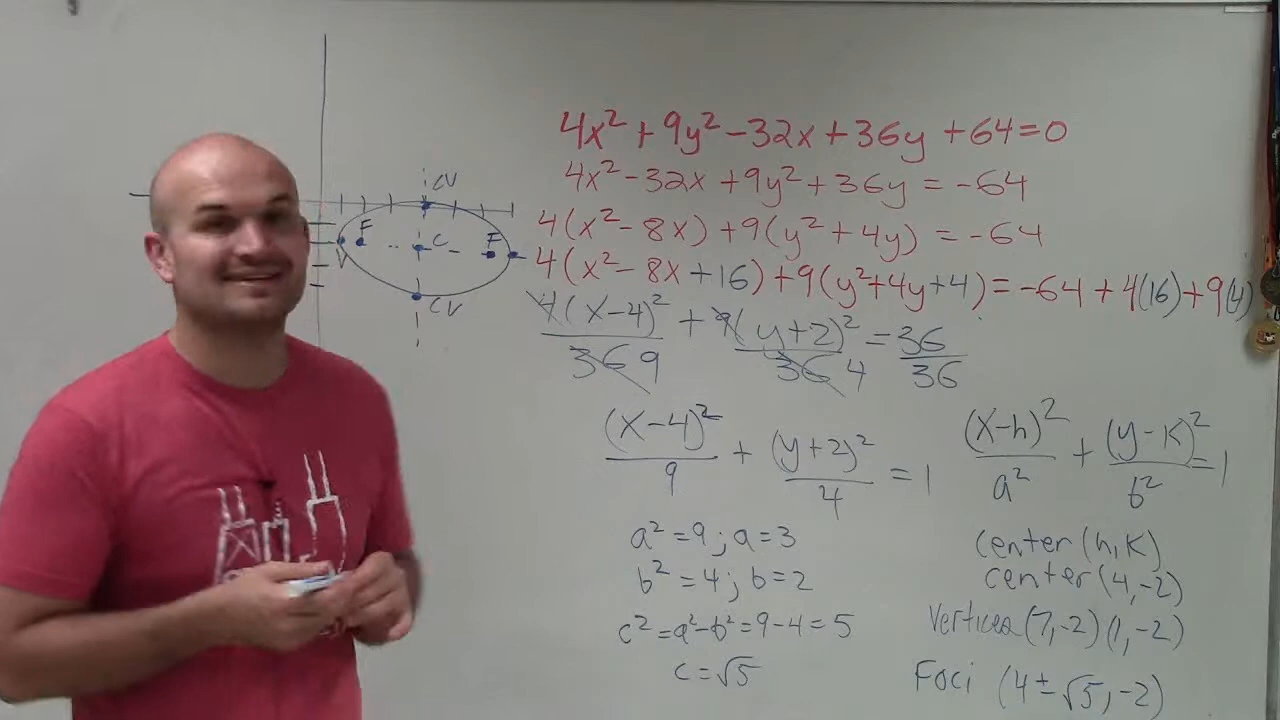 4x² + 9y² - 32x + 36y + 64 = 0
4x² - 32x + 9y² + 36y = -64
4(x² - 8x) + 9(y² + 4y) = -64
4(x² - 8x + 16) + 9(y² + 4y + 4) = -64 + 4(16) + 9(4)
4(x-4)²/36 9 + 9(y+2)²/36 4 = 36/36
(x-4)²/9 + (y+2)²/4 = 1
(x-h)²/a² + (y-k)²/b² = 1
a² = 9; a = 3
b² = 4; b = 2
c² = a² - b² = 9 - 4 = 5
c = √5
center (h, k)
center (4, -2)
Vertices (7, -2) (1, -2)
Foci (4 ± √5, -2)
CV
F
C
F
V
CV